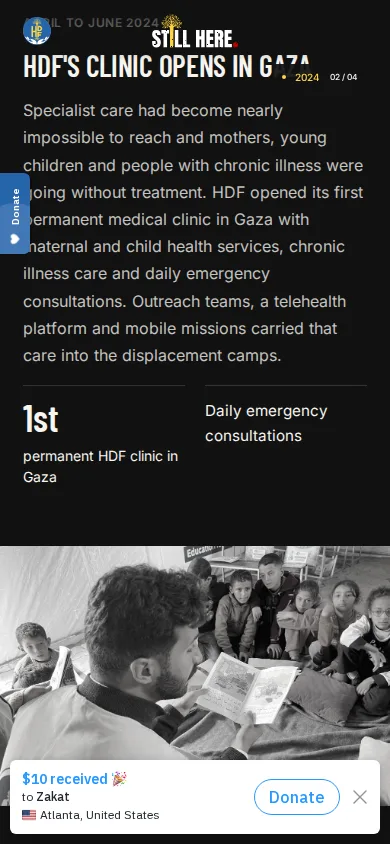 APRIL TO JUNE 2024
STILL HERE.
HDF'S CLINIC OPENS IN GAZA
2024 02 / 04
Specialist care had become nearly
impossible to reach and mothers, young
children and people with chronic illness were
going without treatment. HDF opened its first
permanent medical clinic in Gaza with
maternal and child health services, chronic
illness care and daily emergency
consultations. Outreach teams, a telehealth
platform and mobile missions carried that
care into the displacement camps.
Donate
1st
permanent HDF clinic in
Gaza
Daily emergency
consultations
$10 received 🎉
to Zakat
Atlanta, United States
Donate